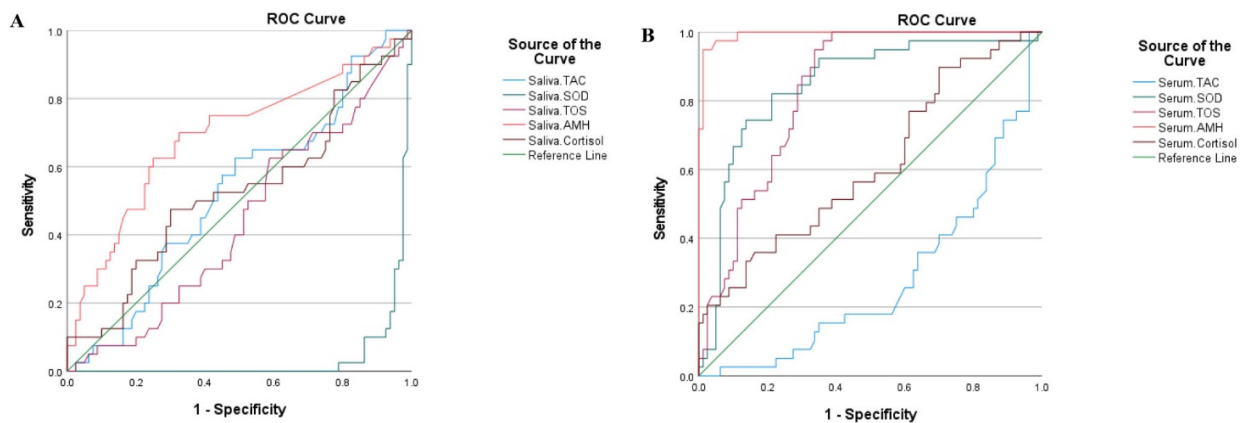 A
ROC Curve
Sensitivity
1.0
0.8
0.6
0.4
0.2
0.0
0.0 0.2 0.4 0.6 0.8 1.0
1 - Specificity
Source of the
Curve
Saliva.TAC
Saliva.SOD
Saliva.TOS
Saliva.AMH
Saliva.Cortisol
Reference Line
B
ROC Curve
Sensitivity
1.0
0.8
0.6
0.4
0.2
0.0
0.0 0.2 0.4 0.6 0.8 1.0
1 - Specificity
Source of the
Curve
Serum.TAC
Serum.SOD
Serum.TOS
Serum.AMH
Serum.Cortisol
Reference Line